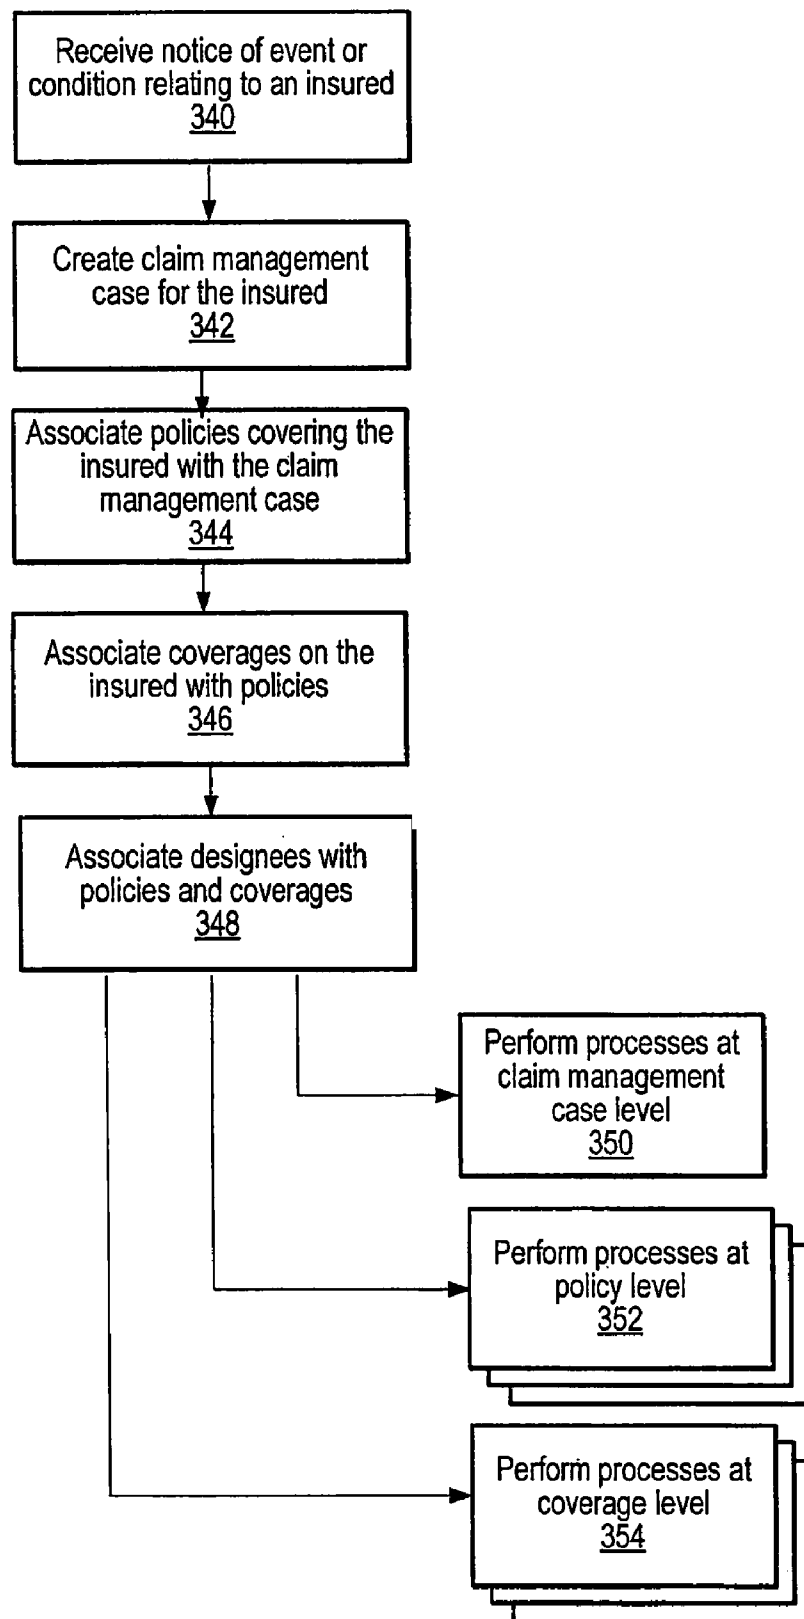 Receive notice of event or
condition relating to an insured
340
Create claim management
case for the insured
342
Associate policies covering the
insured with the claim
management case
344
Associate coverages on the
insured with policies
346
Associate designees with
policies and coverages
348
Perform processes at
claim management
case level
350
Perform processes at
policy level
352
Perform processes at
coverage level
354